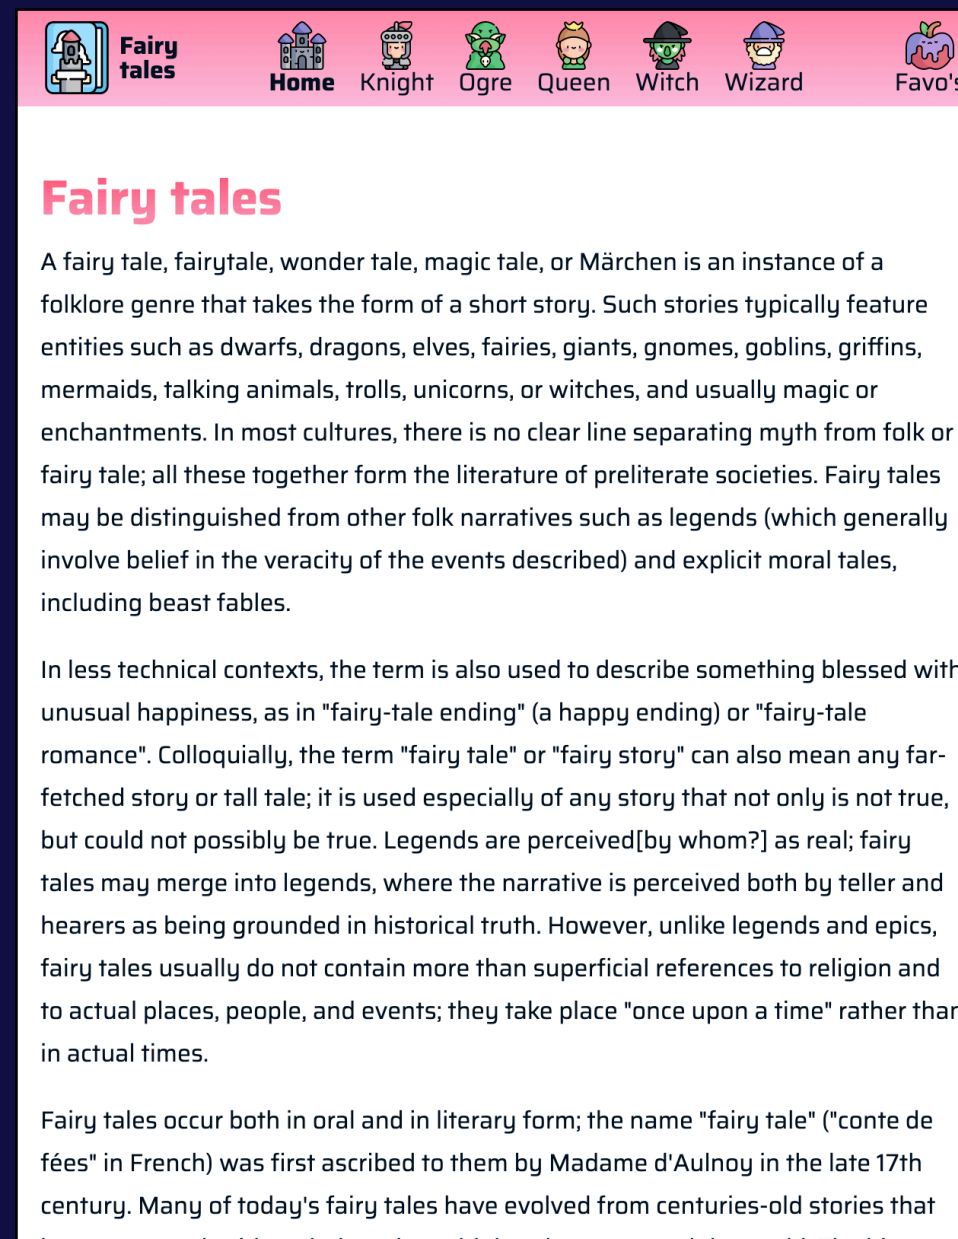 Fairy
tales
Home
Knight
Ogre
Queen
Witch
Wizard
Favo's
Fairy tales
A fairy tale, fairytale, wonder tale, magic tale, or Märchen is an instance of a
folklore genre that takes the form of a short story. Such stories typically feature
entities such as dwarfs, dragons, elves, fairies, giants, gnomes, goblins, griffins,
mermaids, talking animals, trolls, unicorns, or witches, and usually magic or
enchantments. In most cultures, there is no clear line separating myth from folk or
fairy tale; all these together form the literature of preliterate societies. Fairy tales
may be distinguished from other folk narratives such as legends (which generally
involve belief in the veracity of the events described) and explicit moral tales,
including beast fables.
In less technical contexts, the term is also used to describe something blessed with
unusual happiness, as in "fairy-tale ending" (a happy ending) or "fairy-tale
romance". Colloquially, the term "fairy tale" or "fairy story" can also mean any far-
fetched story or tall tale; it is used especially of any story that not only is not true,
but could not possibly be true. Legends are perceived[by whom?] as real; fairy
tales may merge into legends, where the narrative is perceived both by teller and
hearers as being grounded in historical truth. However, unlike legends and epics,
fairy tales usually do not contain more than superficial references to religion and
to actual places, people, and events; they take place "once upon a time" rather than
in actual times.
Fairy tales occur both in oral and in literary form; the name "fairy tale" ("conte de
fées" in French) was first ascribed to them by Madame d'Aulnoy in the late 17th
century. Many of today's fairy tales have evolved from centuries-old stories that